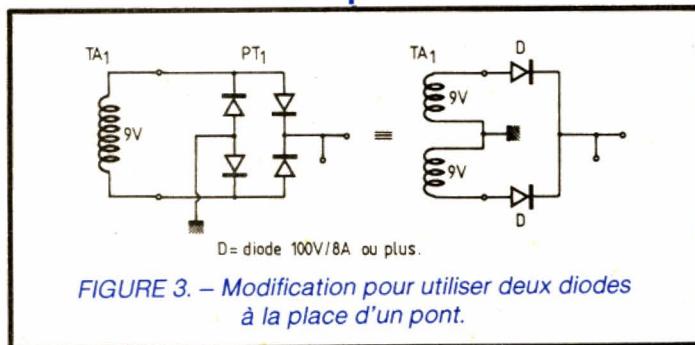 TA1
PT1
9V
≡
TA1
9V
9V
D
D
D= diode 100V/8A ou plus.
FIGURE 3. – Modification pour utiliser deux diodes
à la place d'un pont.